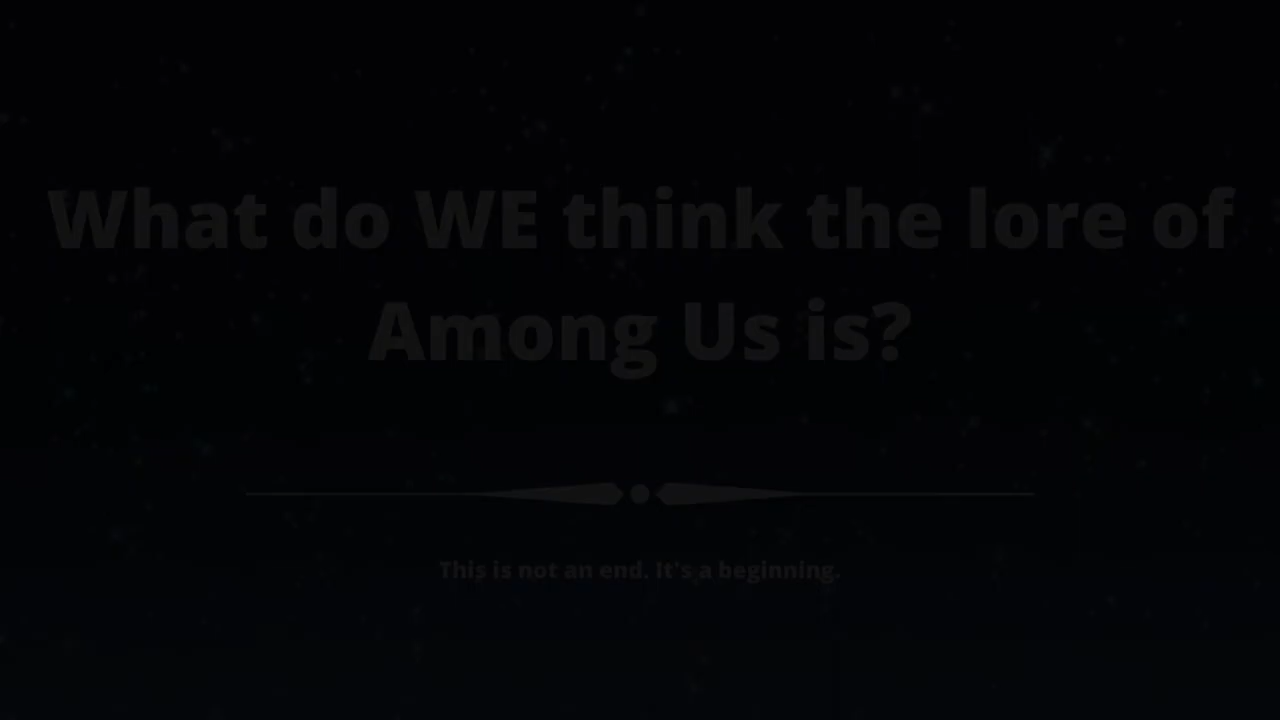 What do WE think the lore of
Among Us is?
This is not an end. It's a beginning.